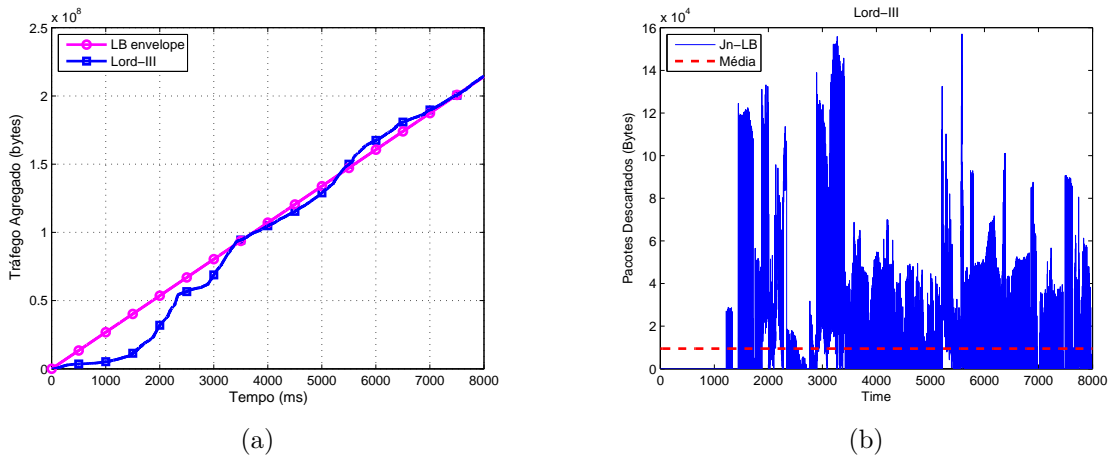 x 10^8
2.5
2
1.5
1
0.5
0
LB envelope
Lord−III
Tráfego Agregado (bytes)
0 1000 2000 3000 4000 5000 6000 7000 8000
Tempo (ms)
(a)
Lord−III
x 10^4
16
14
12
10
8
6
4
2
0
Jn−LB
Média
Pacotes Descartados (Bytes)
0 1000 2000 3000 4000 5000 6000 7000 8000
Time
(b)